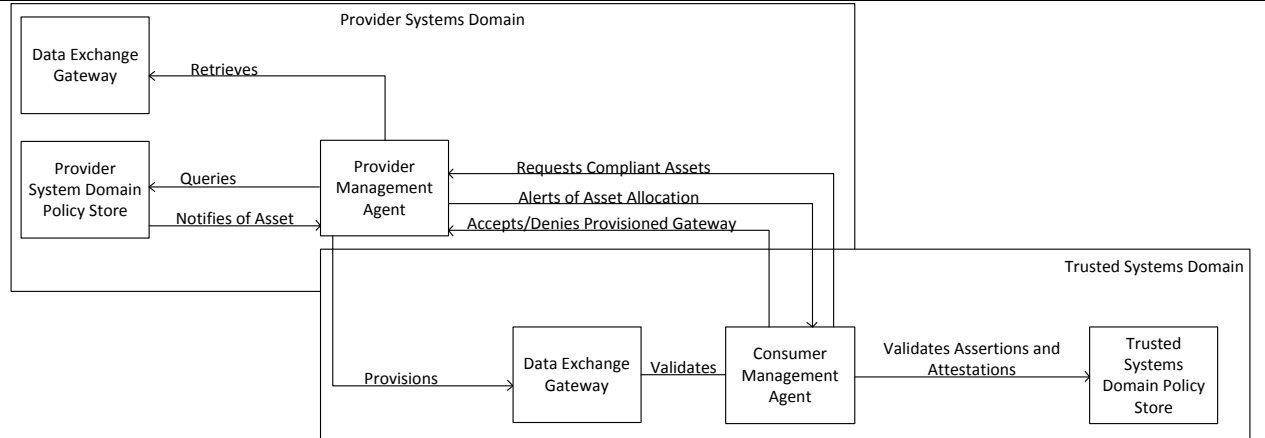 Provider Systems Domain
Data Exchange
Gateway
Retrieves
Provider
System Domain
Policy Store
Queries
Notifies of Asset
Provider
Management
Agent
Requests Compliant Assets
Alerts of Asset Allocation
Accepts/Denies Provisioned Gateway
Trusted Systems Domain
Provisions
Data Exchange
Gateway
Validates
Consumer
Management
Agent
Validates Assertions and
Attestations
Trusted
Systems
Domain Policy
Store